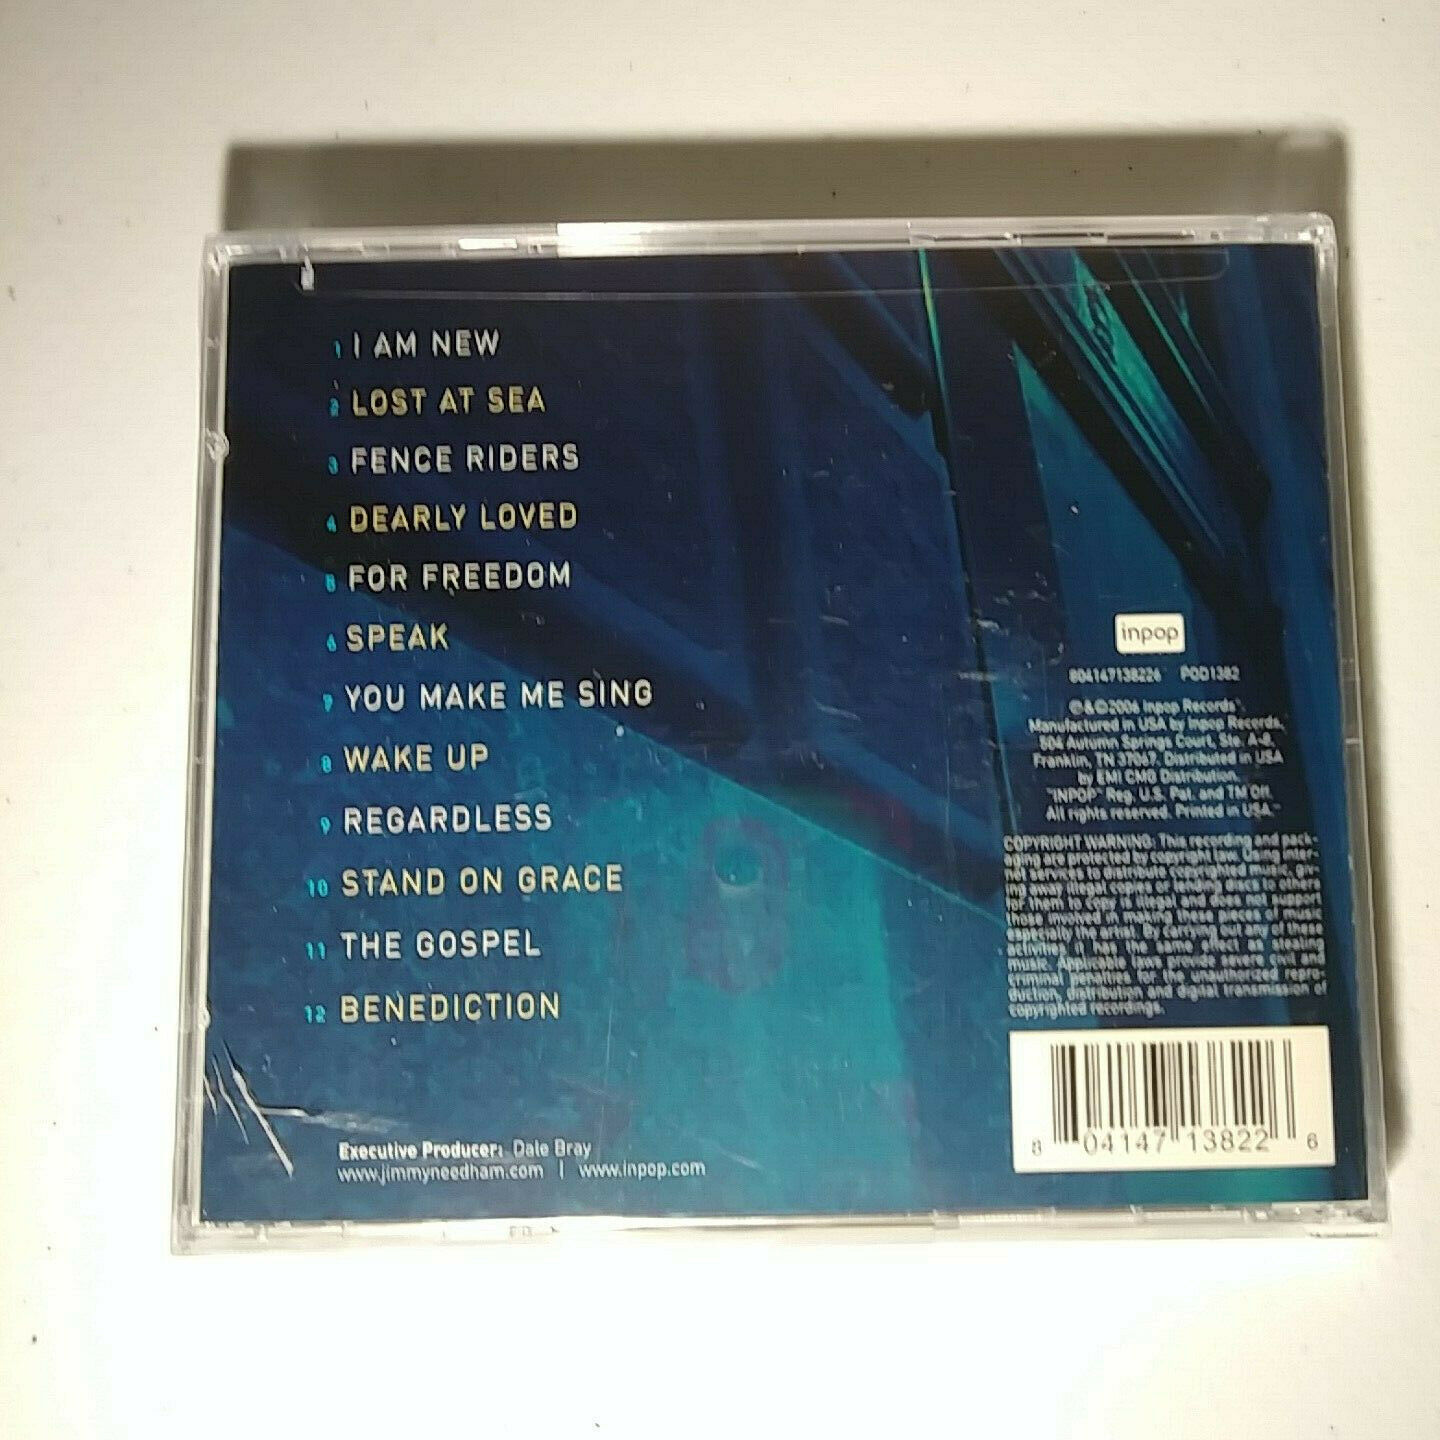 1 I AM NEW
2 LOST AT SEA
3 FENCE RIDERS
4 DEARLY LOVED
5 FOR FREEDOM
6 SPEAK
7 YOU MAKE ME SING
8 WAKE UP
9 REGARDLESS
10 STAND ON GRACE
11 THE GOSPEL
12 BENEDICTION
Executive Producer: Dale Bray
www.jimmyneedham.com | www.inpop.com
inpop
804147138226 POD1382
℗&©2006 Inpop Records.
Manufactured in USA by Inpop Records,
504 Autumn Springs Court, Ste. A-8,
Franklin, TN 37067. Distributed in USA
by EMI CMG Distribution.
"INPOP" Reg. U.S. Pat. and TM Off.
All rights reserved. Printed in USA.
COPYRIGHT WARNING: This recording and pack-
aging are protected by copyright law. Using inter-
net services to distribute copyrighted music, giv-
ing away illegal copies or lending discs to others
for them to copy is illegal and does not support
those involved in making these pieces of music
especially the artist. By carrying out any of these
activities it has the same effect as stealing
music. Applicable laws provide severe civil and
criminal penalties for the unauthorized repro-
duction, distribution and digital transmission of
copyrighted recordings.
8 04147 13822 6